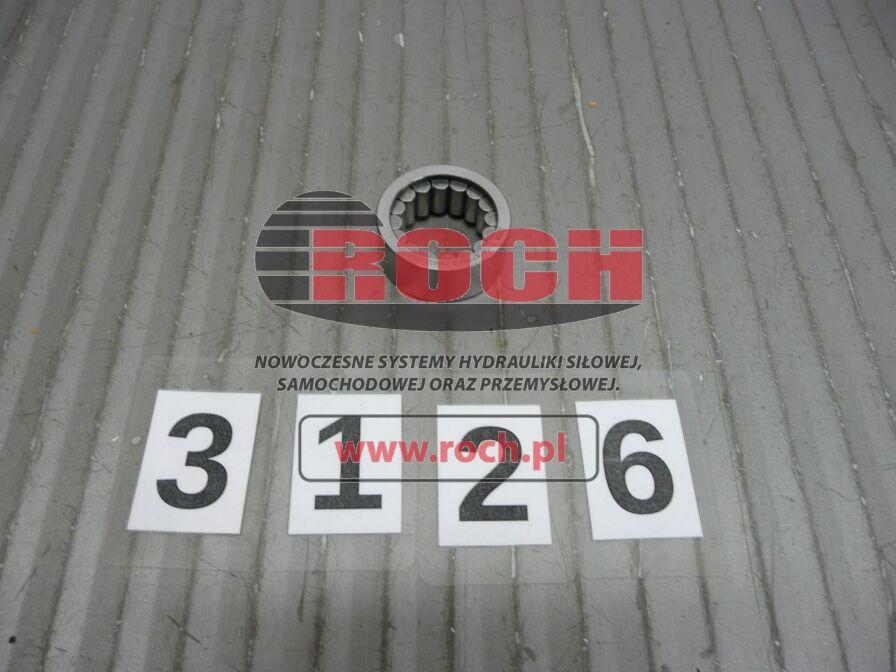 ROCH
NOWOCZESNE SYSTEMY HYDRAULIKI SIŁOWEJ,
SAMOCHODOWEJ ORAZ PRZEMYSŁOWEJ.
www.roch.pl
3 1 2 6